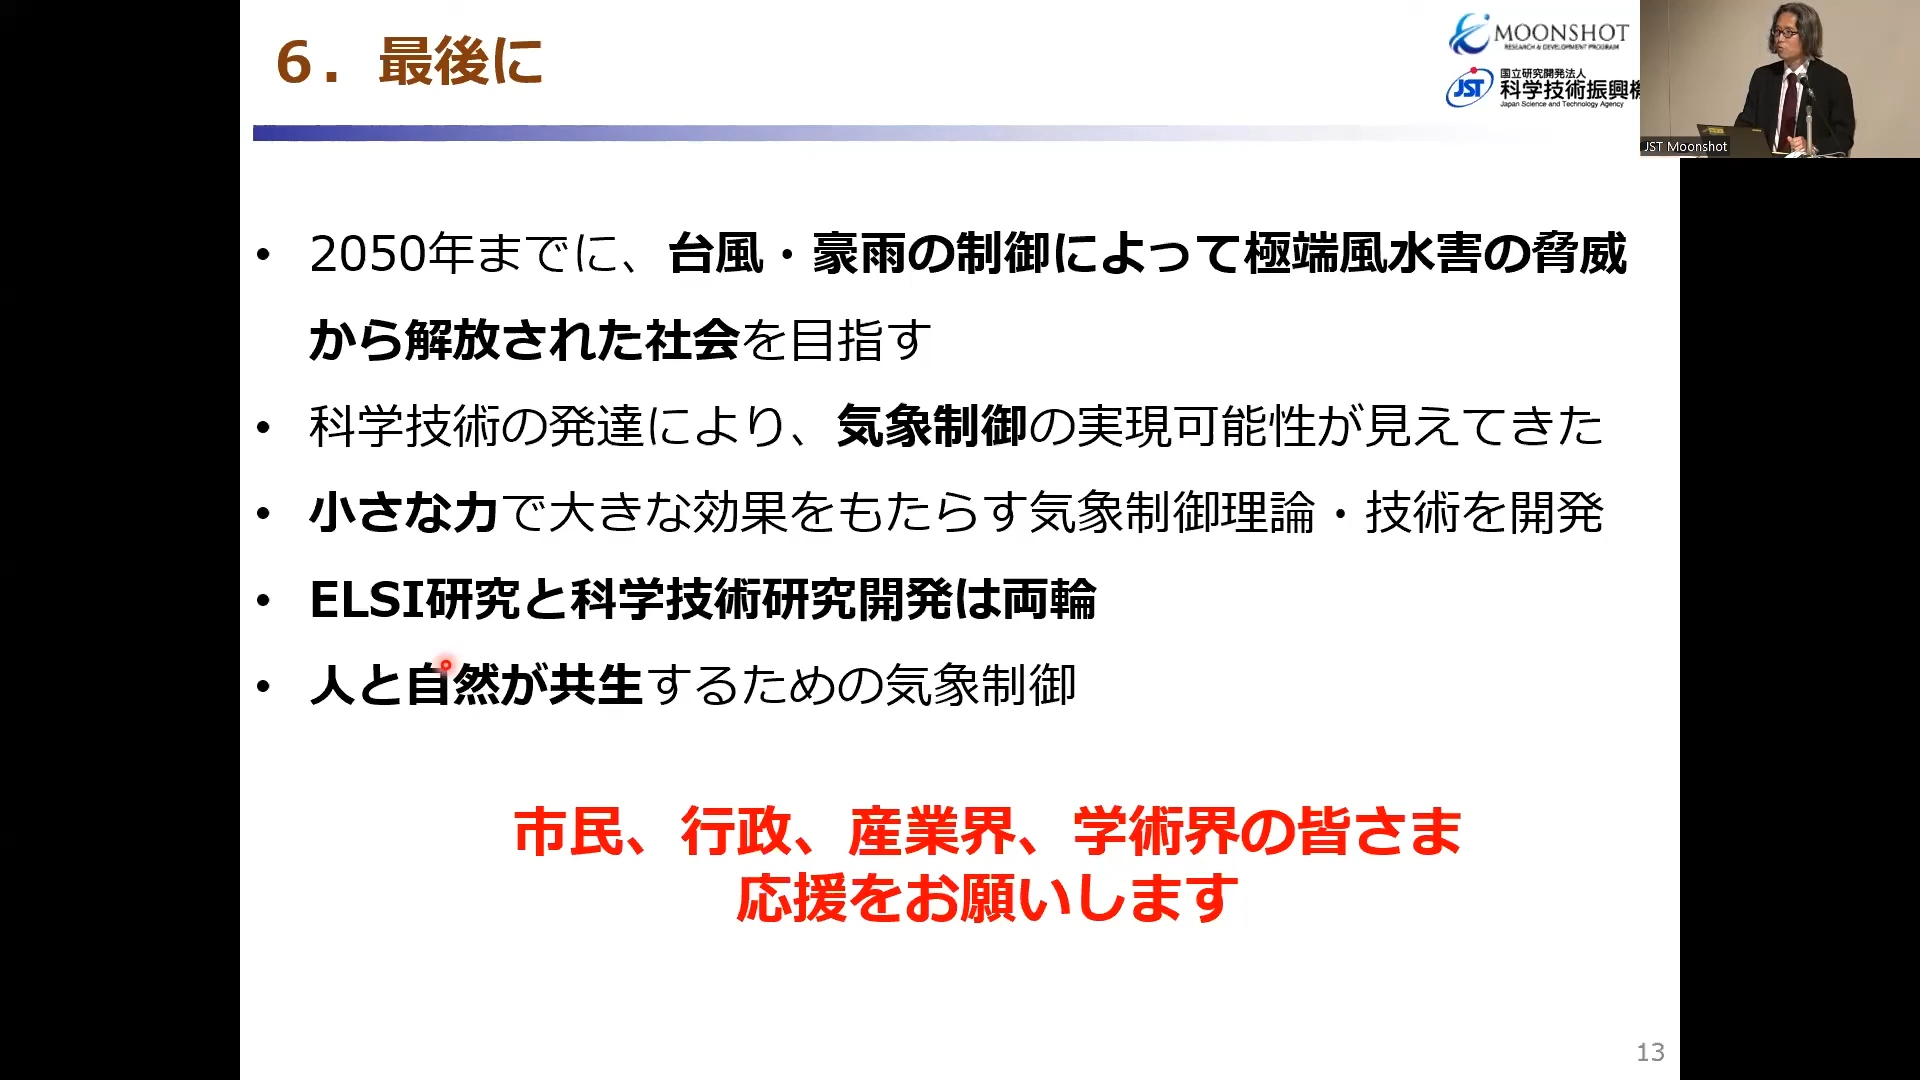 6．最後に
MOONSHOT
RESEARCH & DEVELOPMENT PROGRAM
JST
国立研究開発法人
科学技術振興機
Japan Science and Technology Agency
JST Moonshot
• 2050年までに、台風・豪雨の制御によって極端風水害の脅威
から解放された社会を目指す
• 科学技術の発達により、気象制御の実現可能性が見えてきた
• 小さな力で大きな効果をもたらす気象制御理論・技術を開発
• ELSI研究と科学技術研究開発は両輪
• 人と自然が共生するための気象制御
市民、行政、産業界、学術界の皆さま
応援をお願いします
13